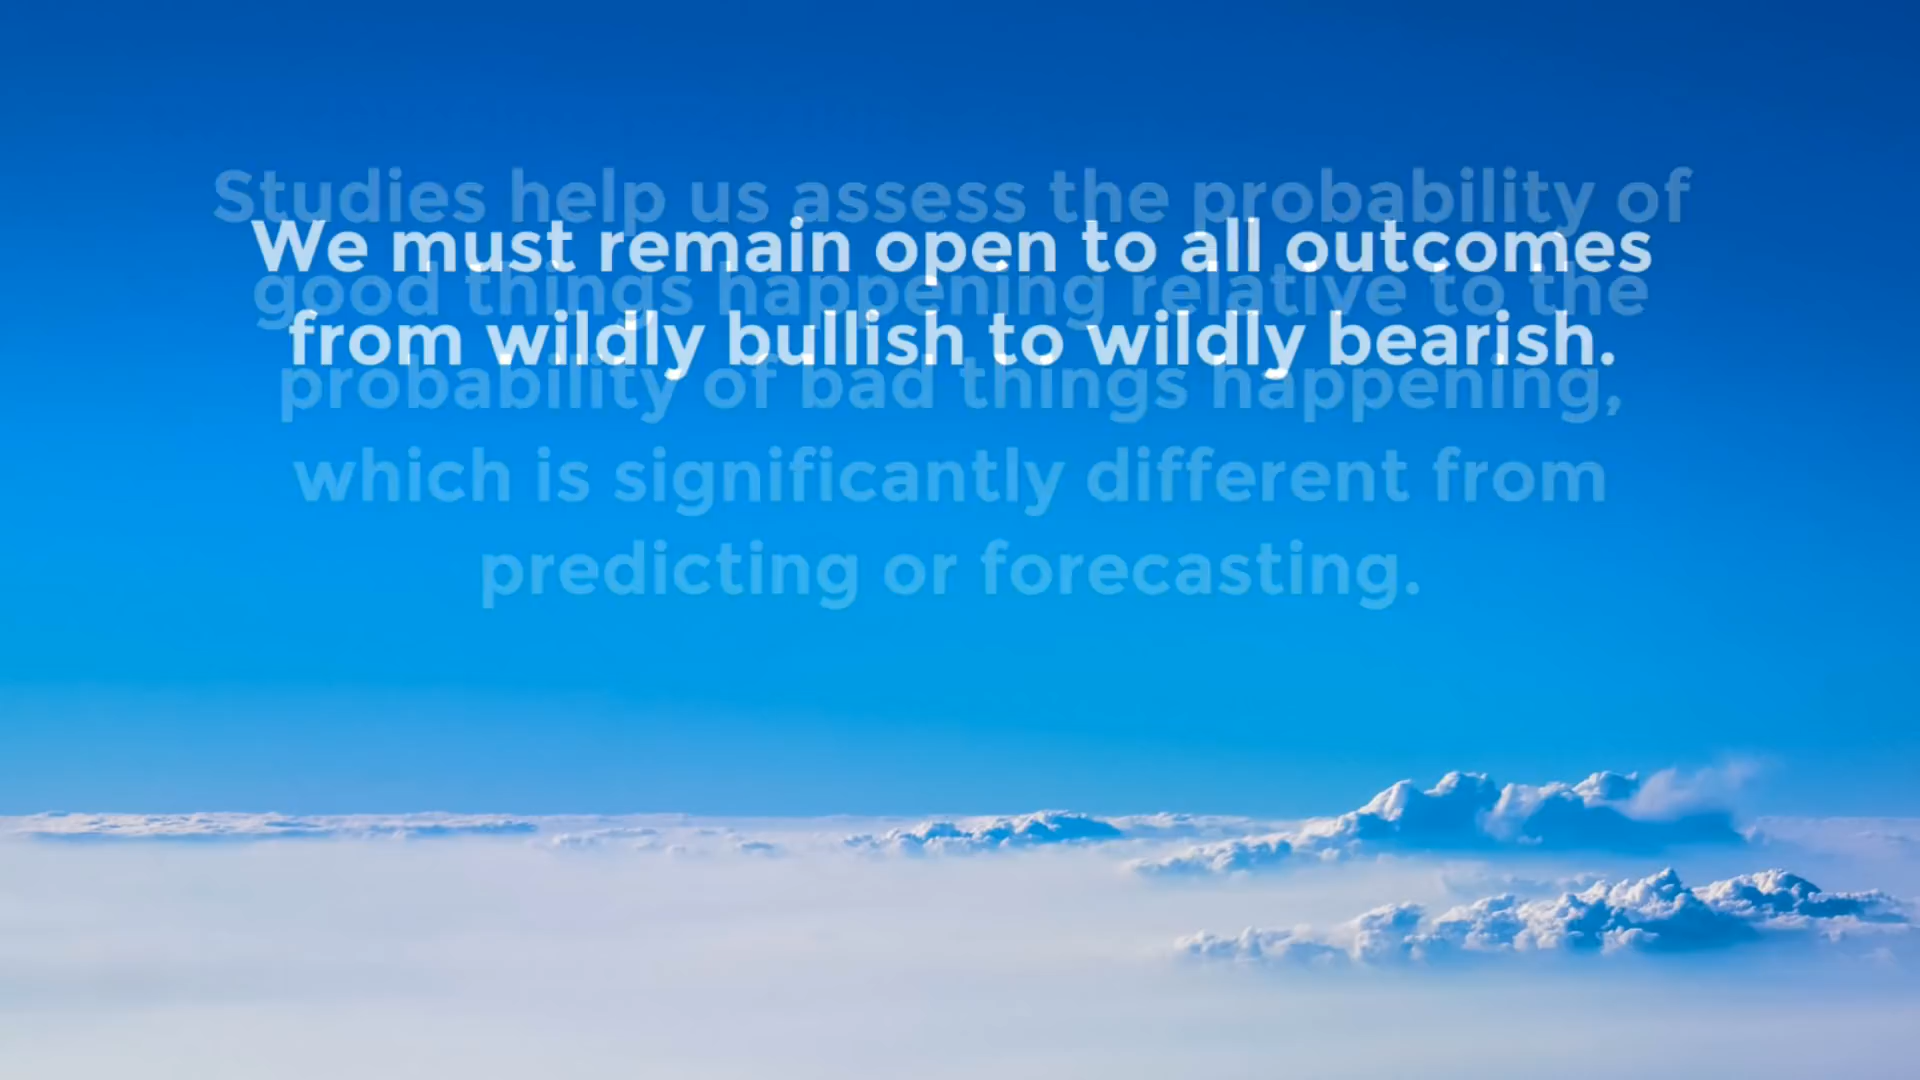 Studies help us assess the probability of
good things happening relative to the
probability of bad things happening,
which is significantly different from
predicting or forecasting.
We must remain open to all outcomes
from wildly bullish to wildly bearish.